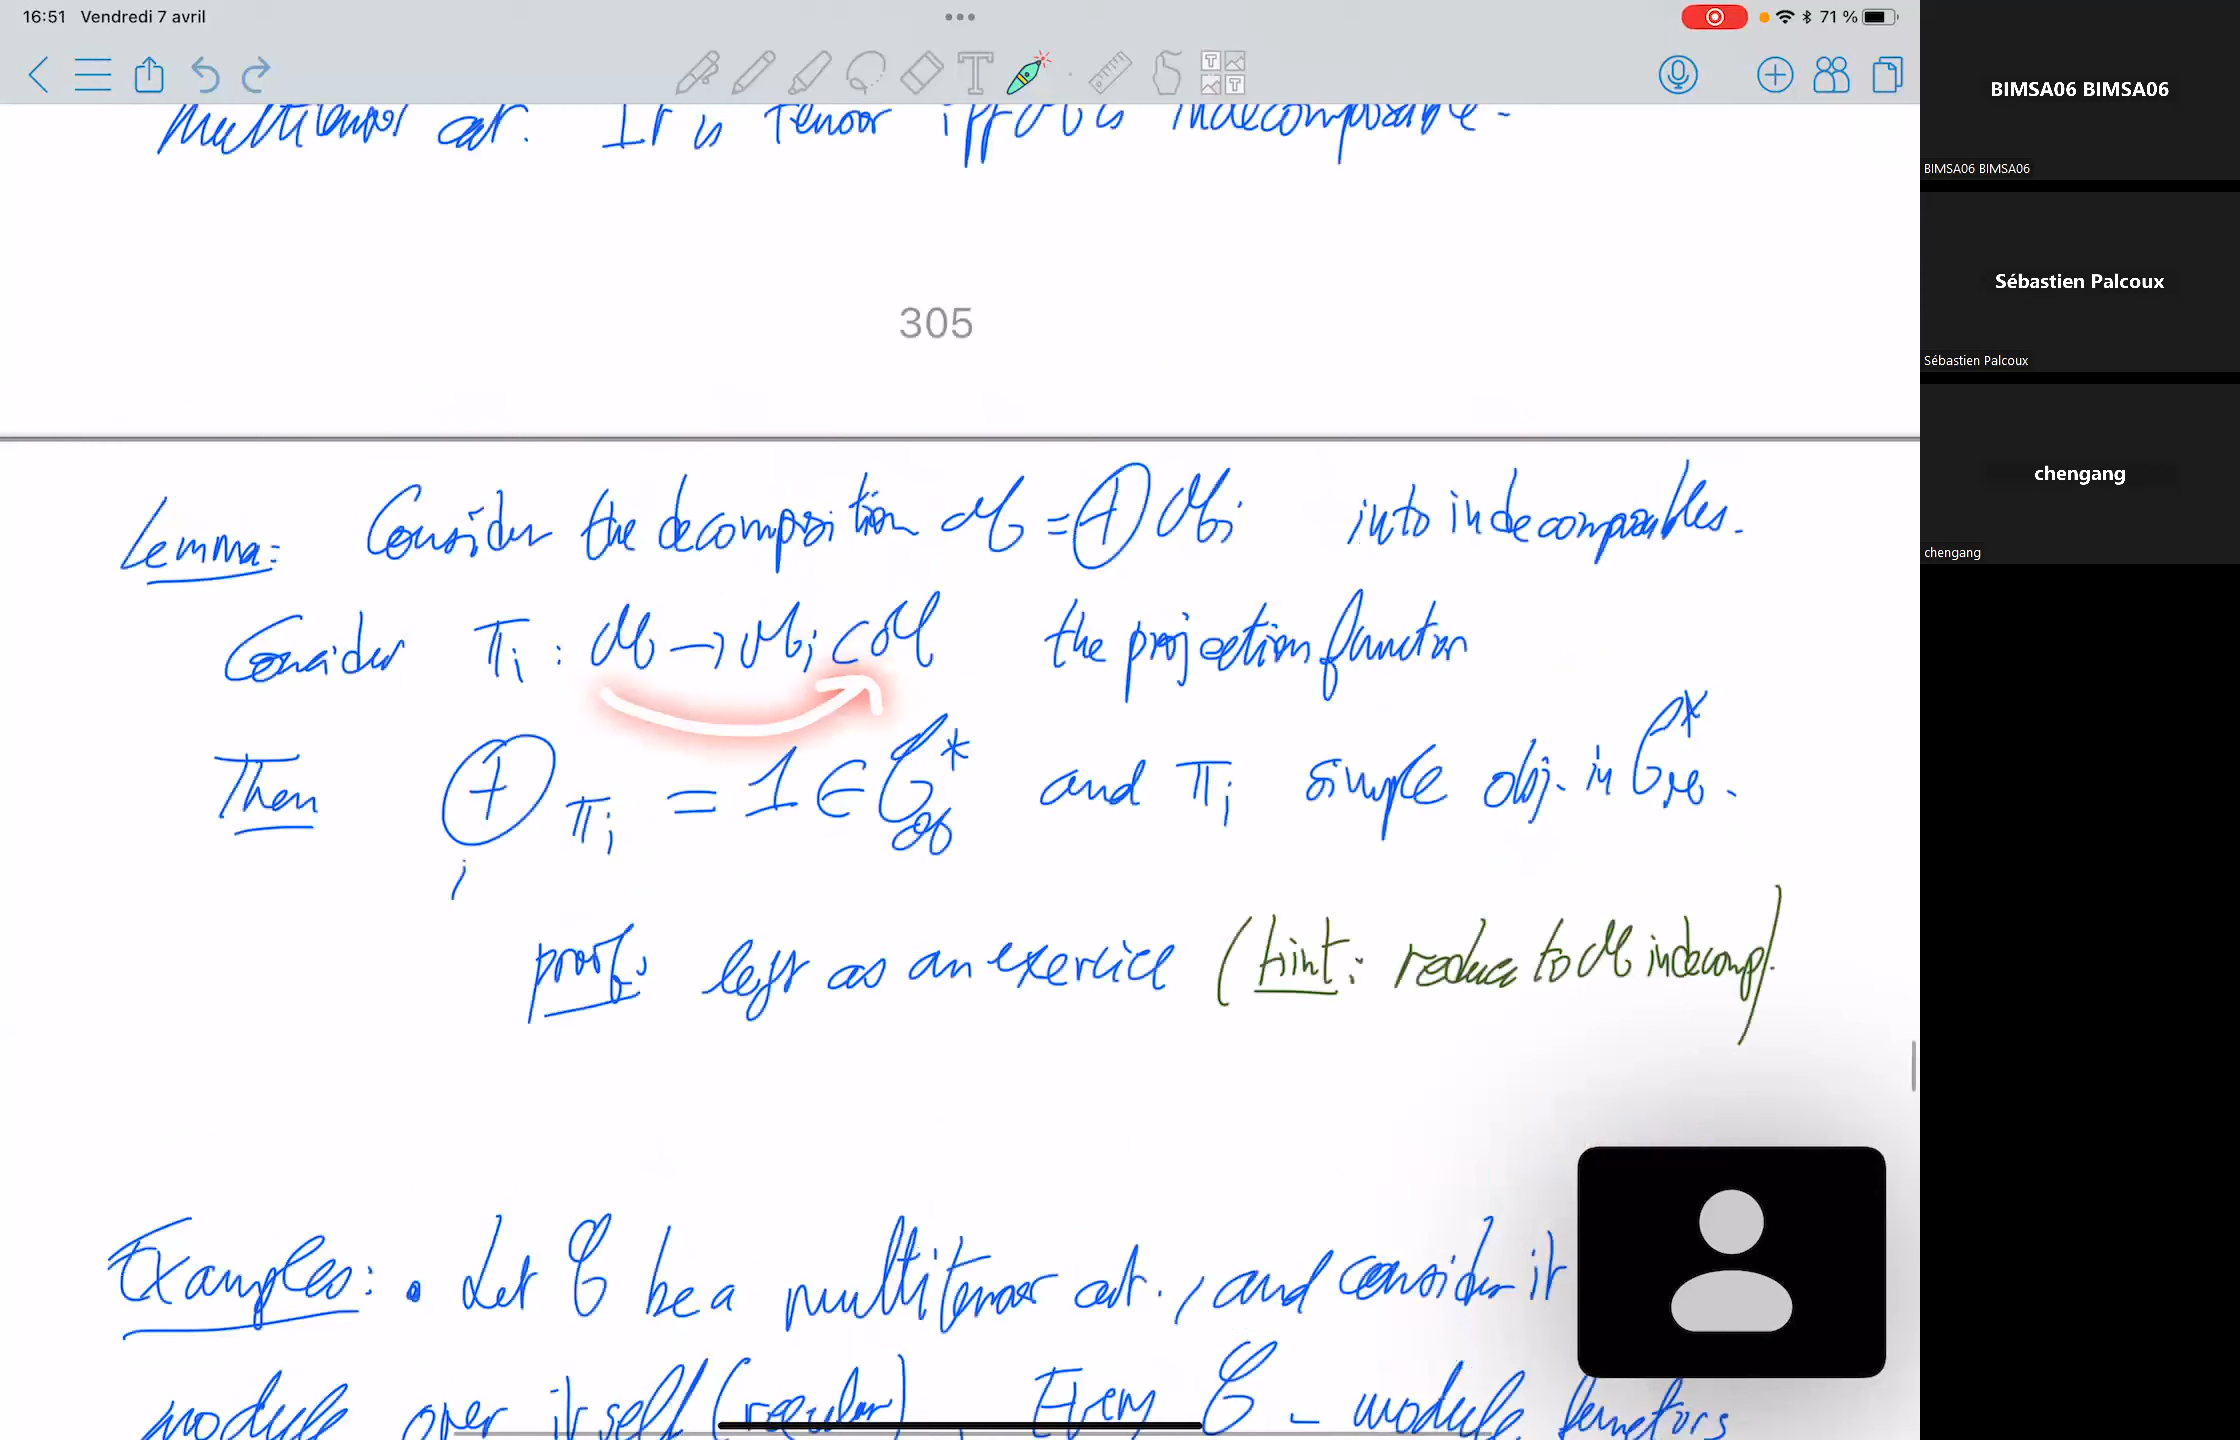 16:51 Vendredi 7 avril
71 %
multitensor cat. It is tensor iff M is indecomposable.
305
Lemma: Consider the decomposition M = ⊕ Mi into indecomposables.
Consider πi : M → Mi ⊂ M the projection functor
Then ⊕i πi = 1 ∈ C*M and πi simple obj. in C*M.
proof: left as an exercice (hint: reduce to M indecomp)
Examples: • Let C be a multitensor cat., and consider it
module over itself (regular). Every C-module functors
BIMSA06 BIMSA06
BIMSA06 BIMSA06
Sébastien Palcoux
Sébastien Palcoux
chengang
chengang